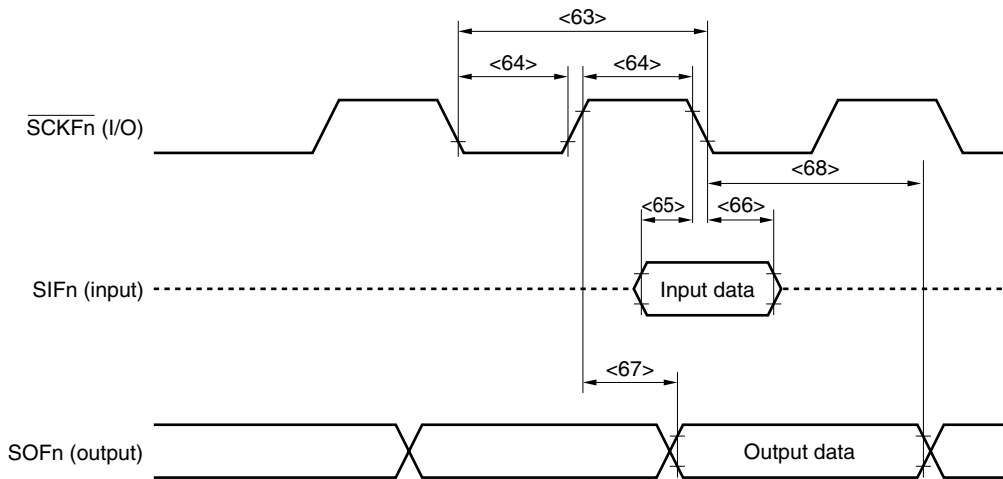 <63>
<64> <64>
SCKFn (I/O)
<68>
<65> <66>
SIFn (input) Input data
<67>
SOFn (output) Output data